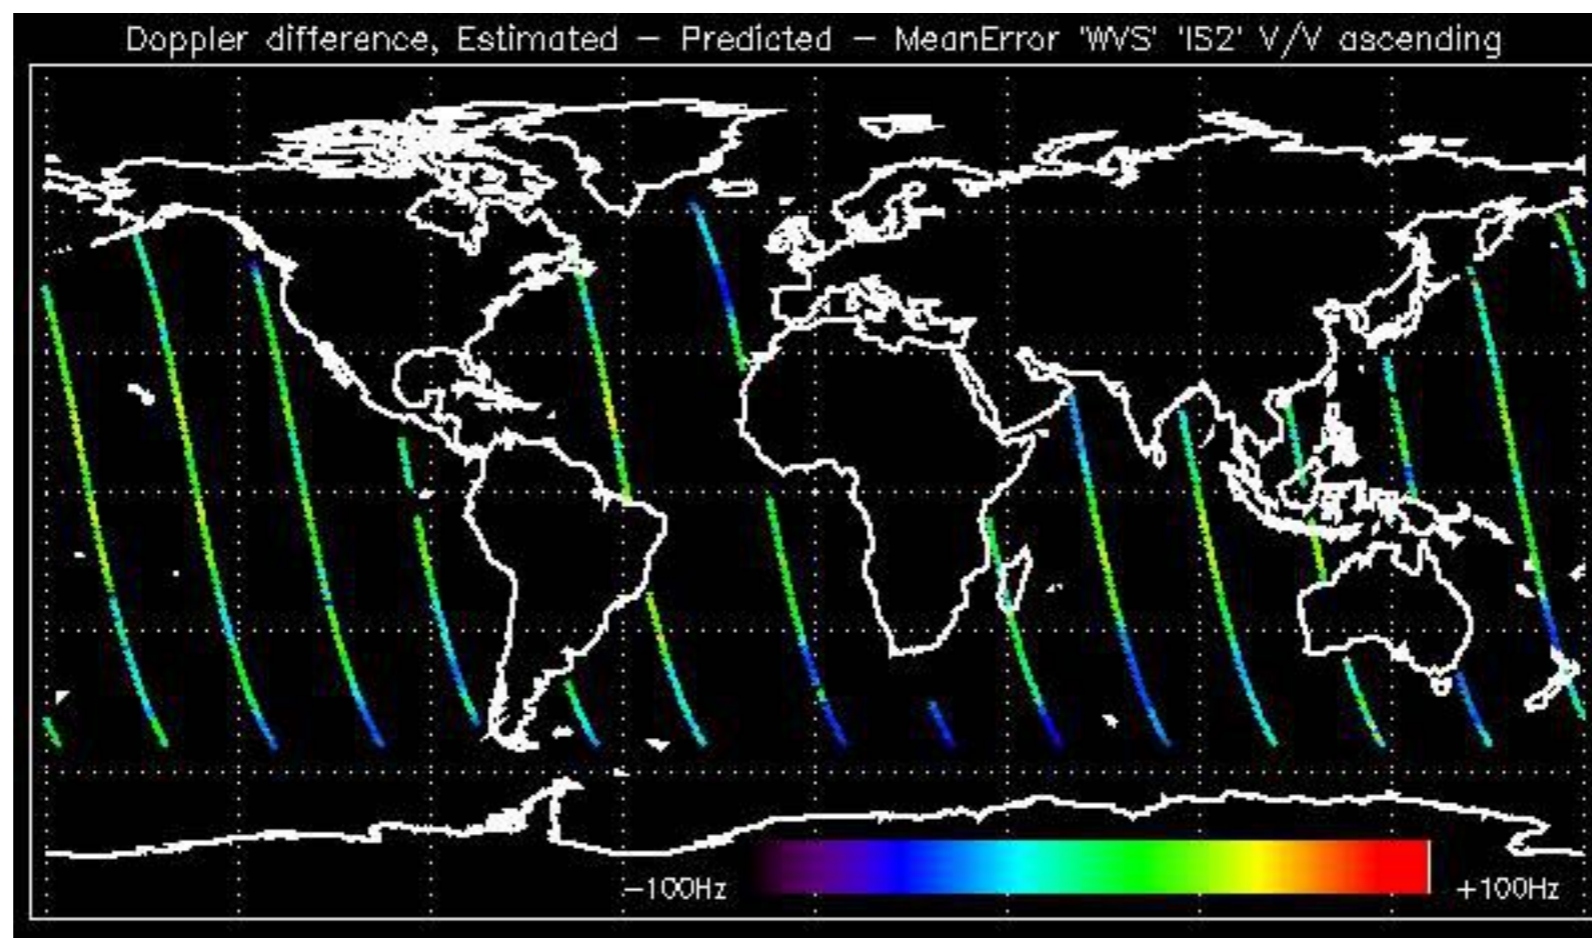 Doppler difference, Estimated – Predicted – MeanError 'WVS' 'IS2' V/V ascending
−100Hz
+100Hz